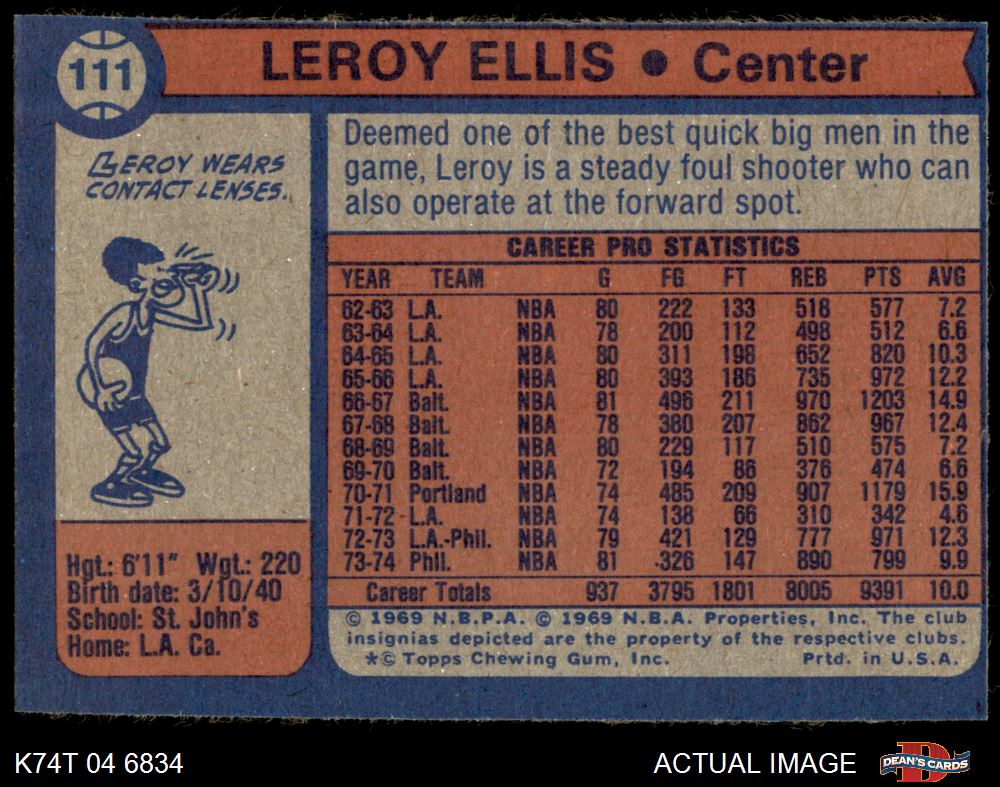 111
LEROY ELLIS • Center
LEROY WEARS
CONTACT LENSES.
Hgt.: 6'11" Wgt.: 220
Birth date: 3/10/40
School: St. John's
Home: L.A. Ca.
Deemed one of the best quick big men in the
game, Leroy is a steady foul shooter who can
also operate at the forward spot.
CAREER PRO STATISTICS
YEAR TEAM G FG FT REB PTS AVG
62-63 L.A. NBA 80 222 133 518 577 7.2
63-64 L.A. NBA 78 200 112 498 512 6.6
64-65 L.A. NBA 80 311 198 652 820 10.3
65-66 L.A. NBA 80 393 186 735 972 12.2
66-67 Balt. NBA 81 496 211 970 1203 14.9
67-68 Balt. NBA 78 380 207 862 967 12.4
68-69 Balt. NBA 80 229 117 510 575 7.2
69-70 Balt. NBA 72 194 86 376 474 6.6
70-71 Portland NBA 74 485 209 907 1179 15.9
71-72 L.A. NBA 74 138 66 310 342 4.6
72-73 L.A.-Phil. NBA 79 421 129 777 971 12.3
73-74 Phil. NBA 81 326 147 890 799 9.9
Career Totals 937 3795 1801 8005 9391 10.0
© 1969 N.B.P.A. © 1969 N.B.A. Properties, Inc. The club
insignias depicted are the property of the respective clubs.
*© Topps Chewing Gum, Inc. Prtd. in U.S.A.
K74T 04 6834 ACTUAL IMAGE DEAN'S CARDS